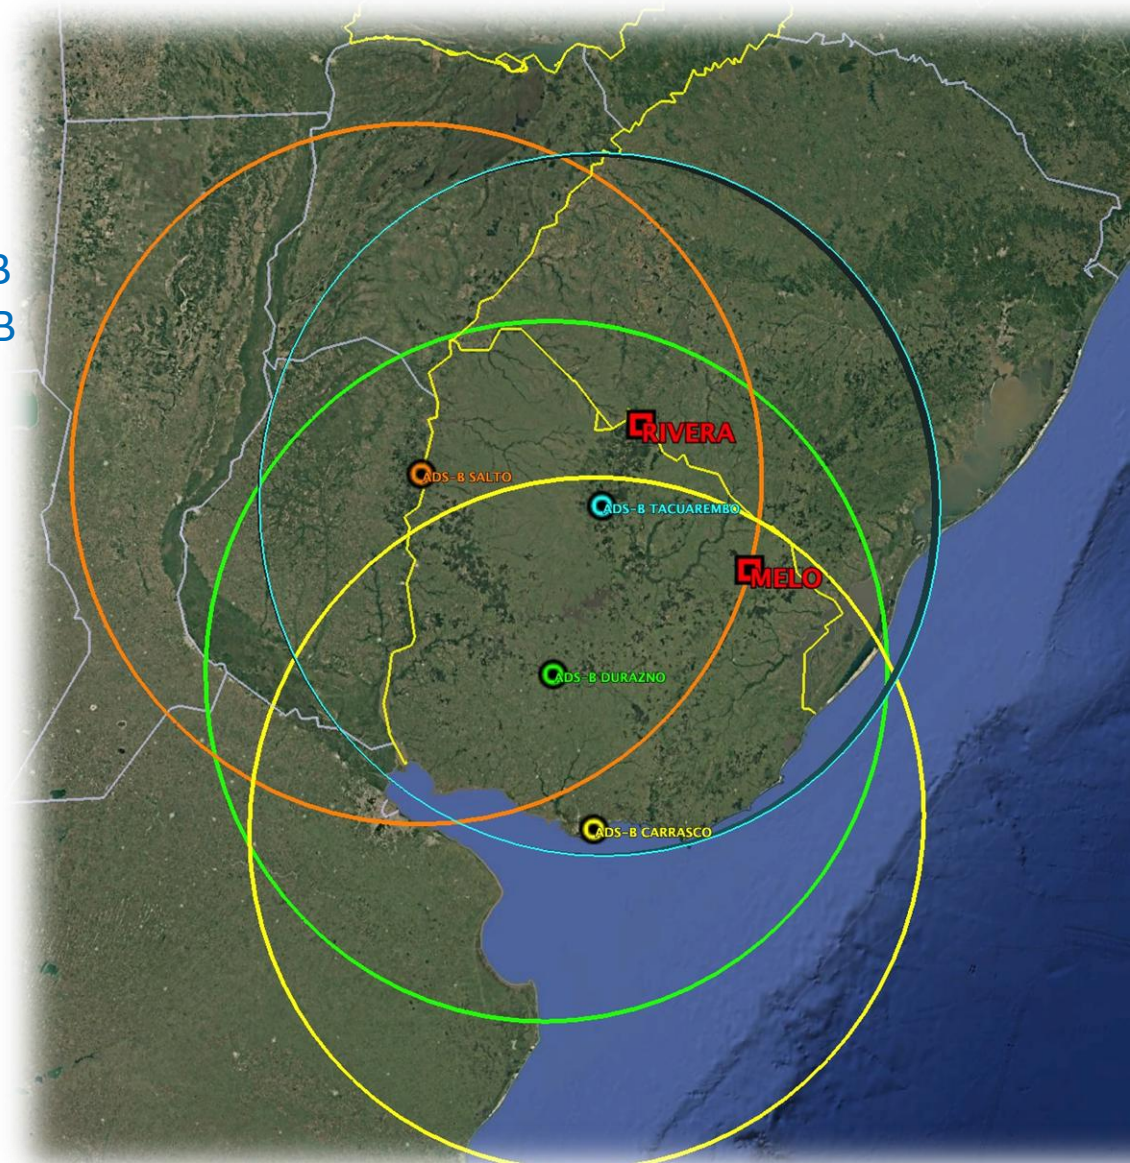 B
B
RIVERA
ADS-B SALTO
ADS-B TACUAREMBO
MELO
ADS-B DURAZNO
ADS-B CARRASCO